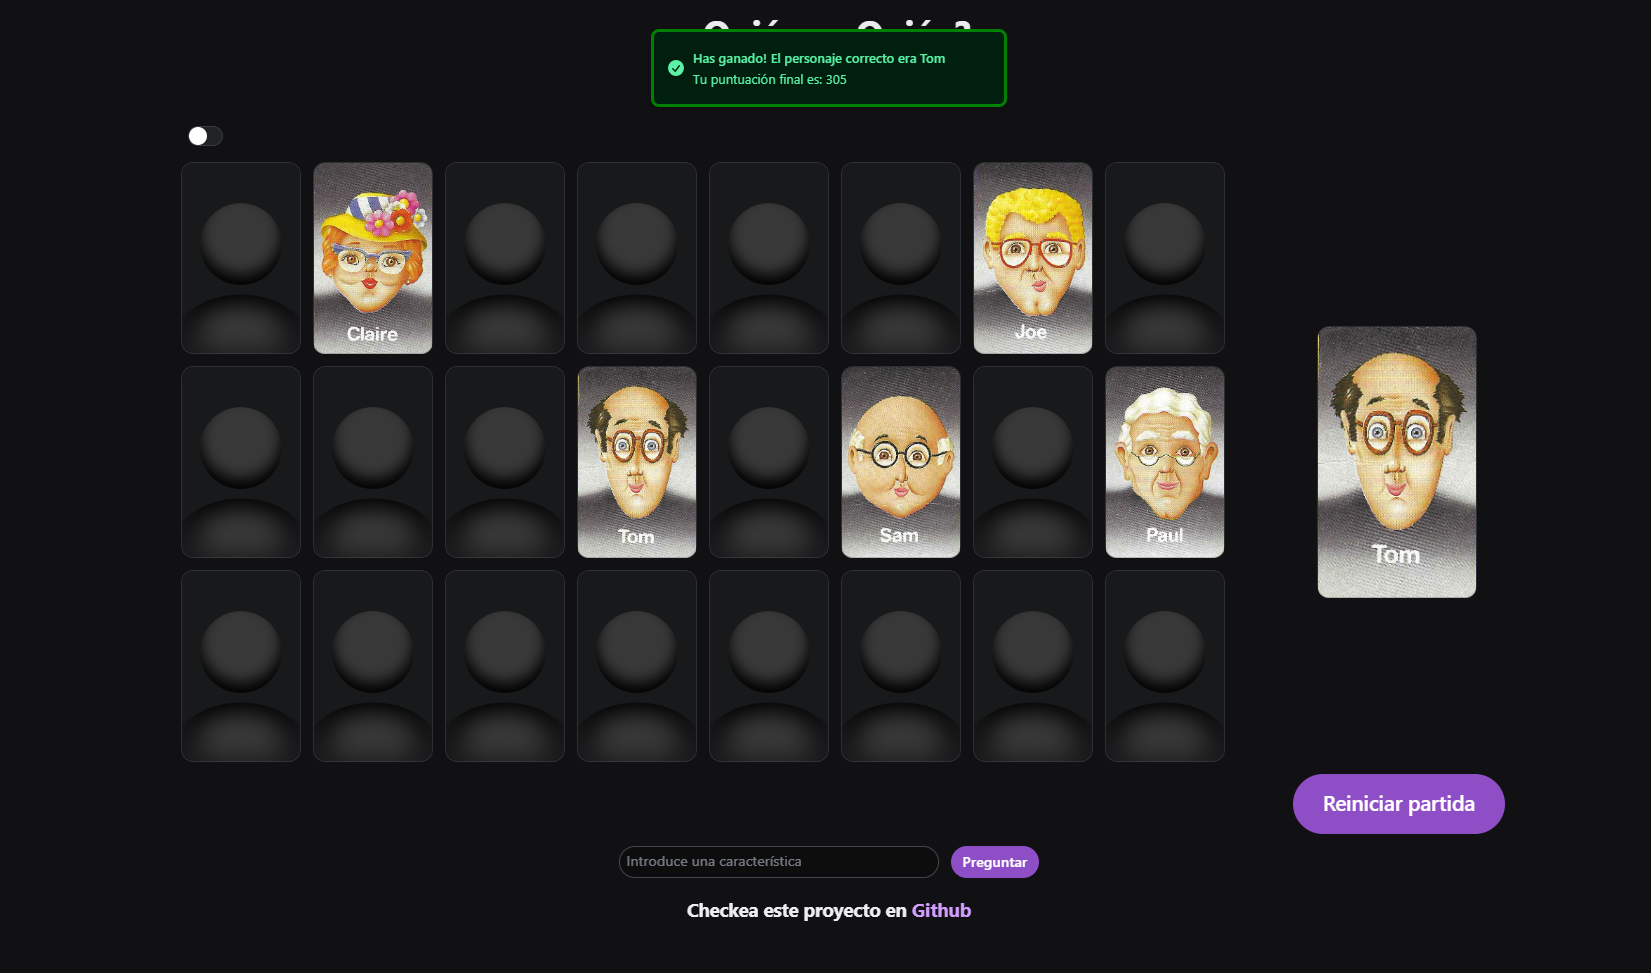 Has ganado! El personaje correcto era Tom
Tu puntuación final es: 305
Claire
Joe
Tom
Sam
Paul
Tom
Reiniciar partida
Introduce una característica
Preguntar
Checkea este proyecto en Github